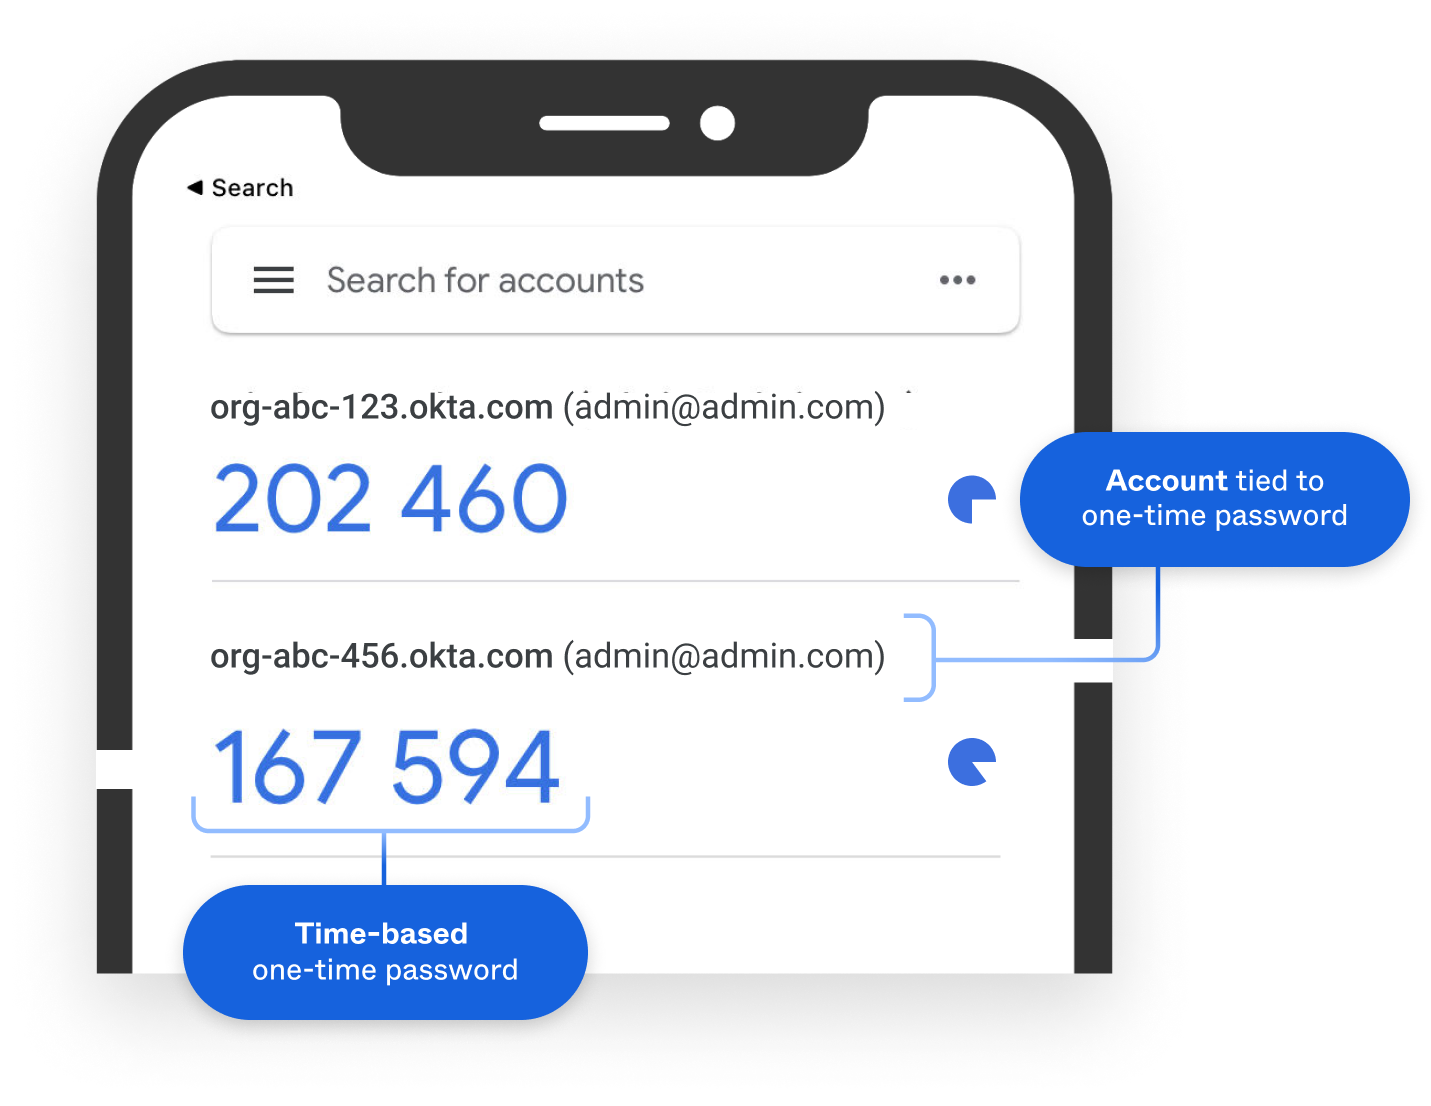 ◀ Search
Search for accounts
org-abc-123.okta.com (admin@admin.com)
202 460
Account tied to
one-time password
org-abc-456.okta.com (admin@admin.com)
167 594
Time-based
one-time password